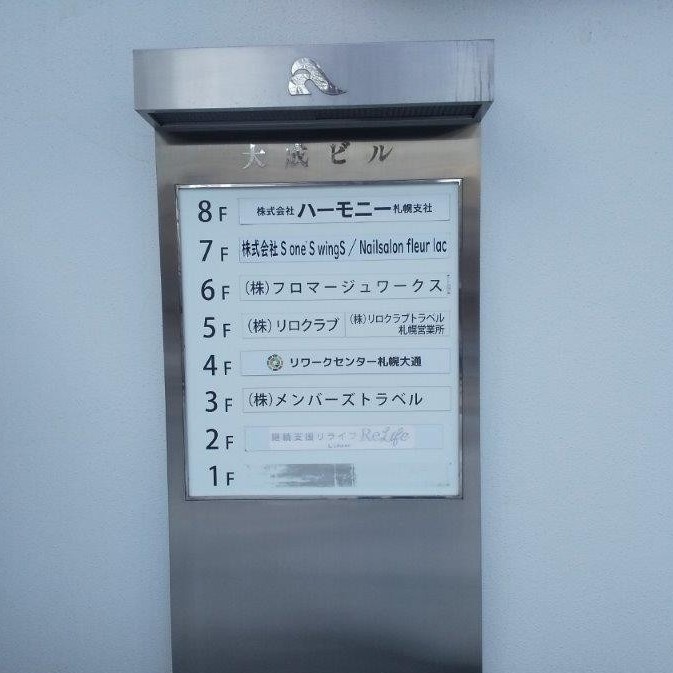 大成ビル
8F 株式会社 ハーモニー 札幌支社
7F 株式会社 S one'S wingS / Nailsalon fleur lac
6F (株)フロマージュワークス
5F (株)リロクラブ (株)リロクラブトラベル
札幌営業所
4F リワークセンター札幌大通
3F (株)メンバーズトラベル
2F 継続支援リライフ ReLife
1F